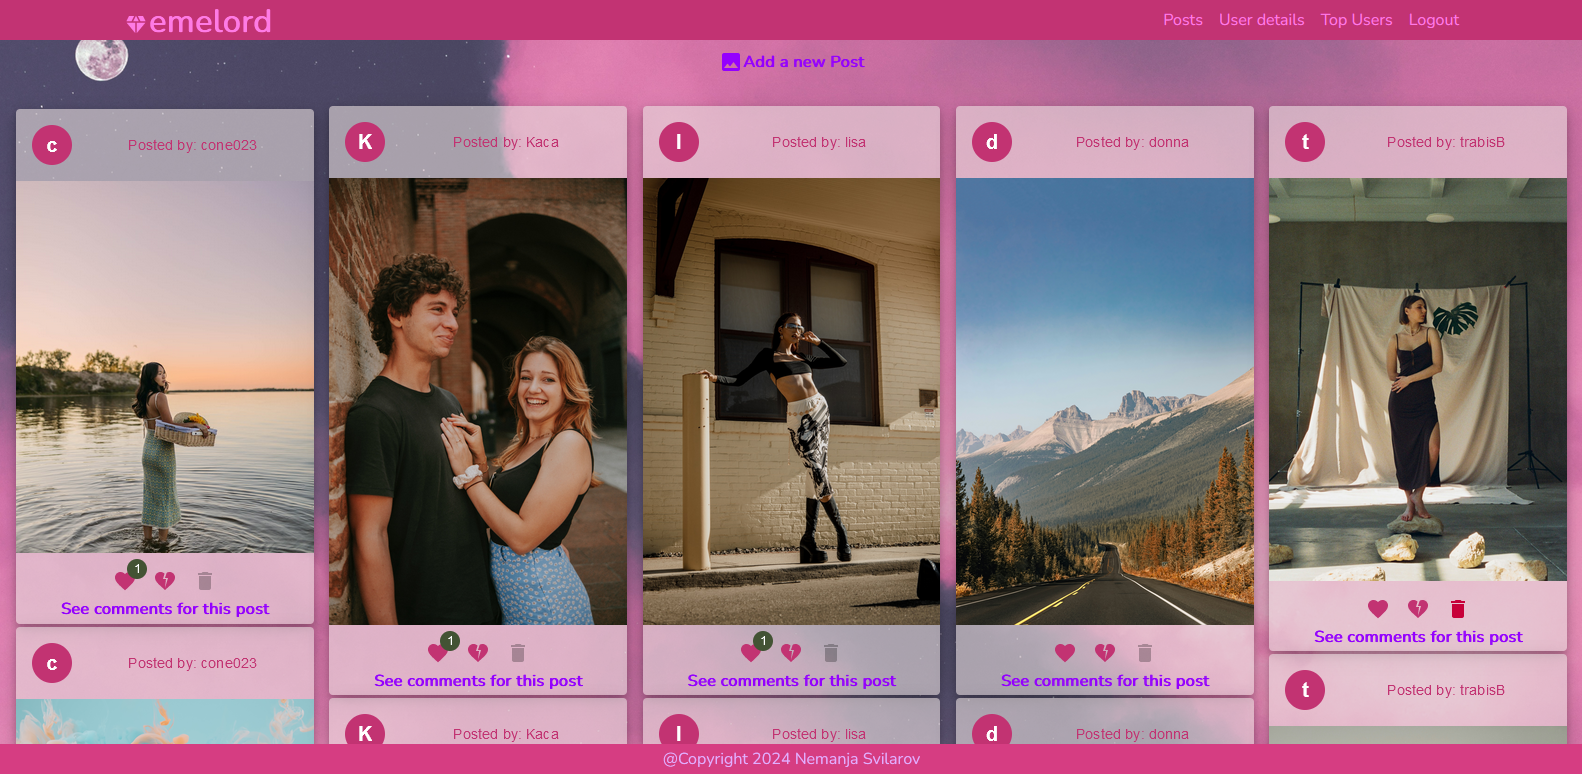 emelord
Posts User details Top Users Logout
Add a new Post
c Posted by: cone023
K Posted by: Kaca
l Posted by: lisa
d Posted by: donna
t Posted by: trabisB
1
See comments for this post
1
See comments for this post
1
See comments for this post
See comments for this post
See comments for this post
c Posted by: cone023
K Posted by: Kaca
l Posted by: lisa
d Posted by: donna
t Posted by: trabisB
@Copyright 2024 Nemanja Svilarov